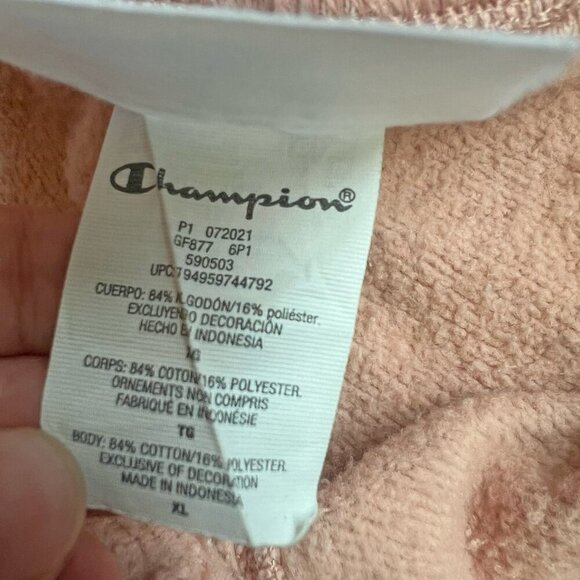 Champion®
P1 072021
GF877 6P1
590503
UPC:194959744792
CUERPO: 84% ALGODÓN/16% poliéster.
EXCLUYENDO DECORACIÓN
HECHO EN INDONESIA
XG
CORPS: 84% COTON/16% POLYESTER.
ORNEMENTS NON COMPRIS
FABRIQUÉ EN INDONÉSIE
TG
BODY: 84% COTTON/16% POLYESTER.
EXCLUSIVE OF DECORATION
MADE IN INDONESIA
XL